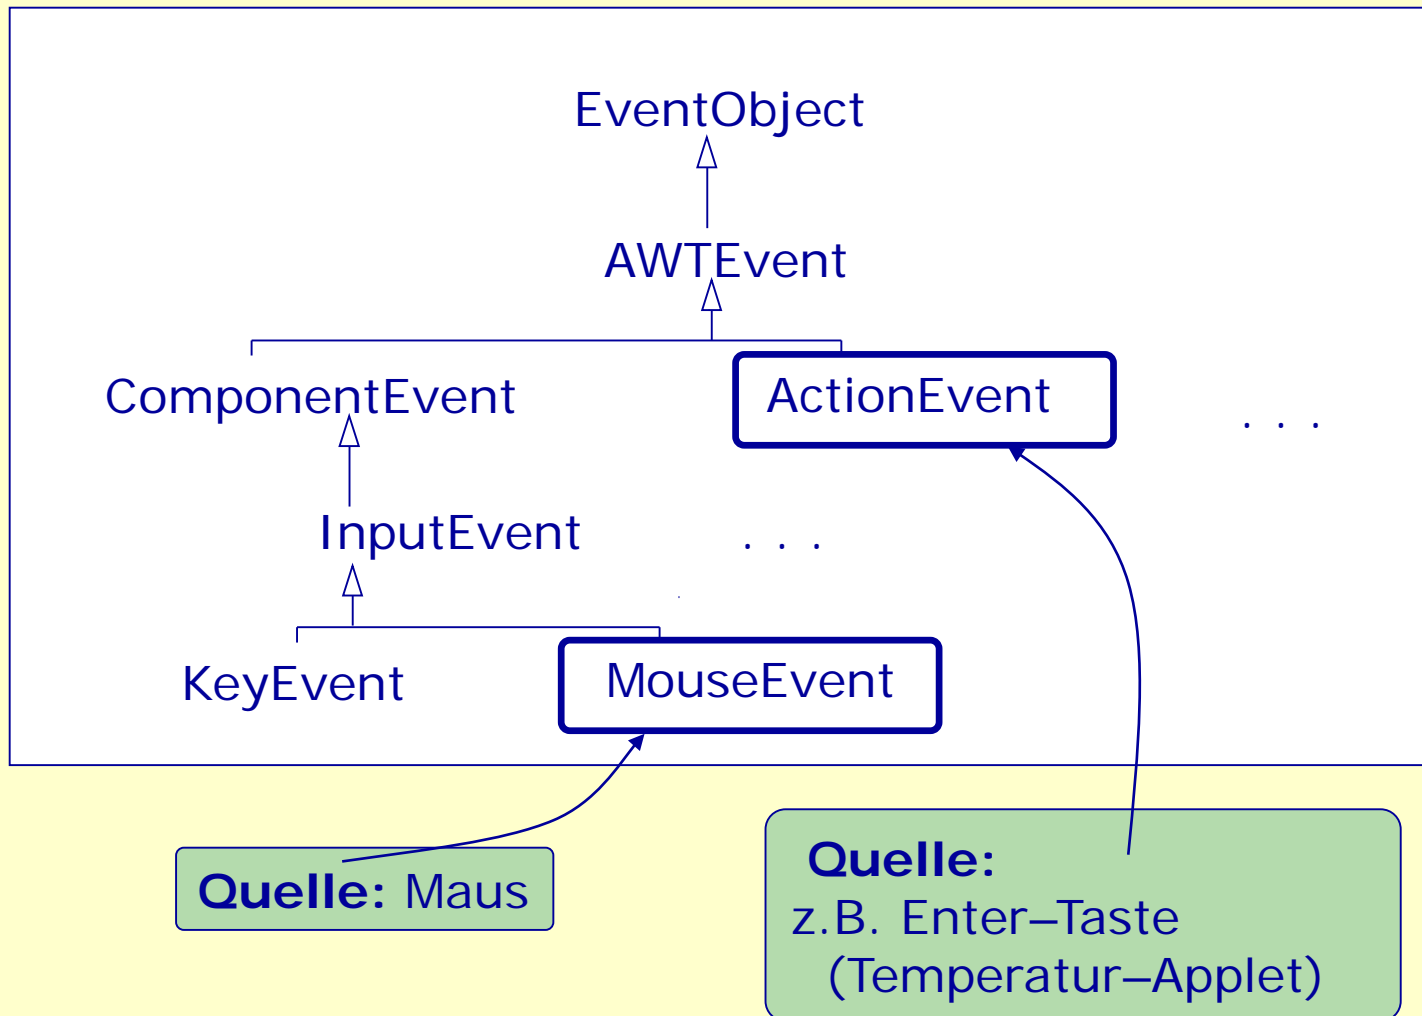 EventObject
AWTEvent
ComponentEvent
ActionEvent
. . .
InputEvent
. . .
KeyEvent
MouseEvent
Quelle: Maus
Quelle:
z.B. Enter–Taste
(Temperatur–Applet)